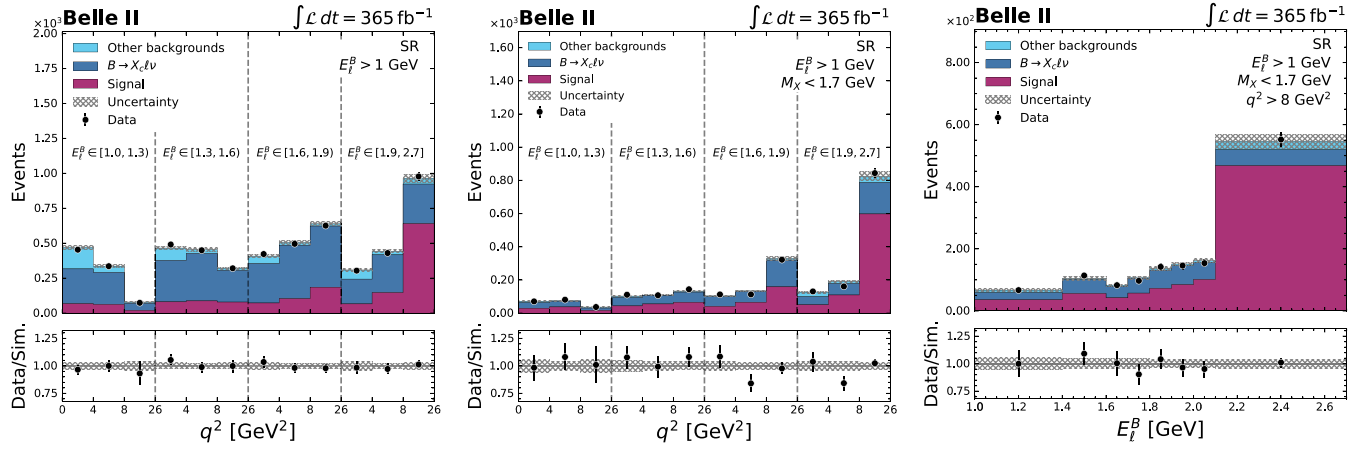 Belle II
∫ℒ dt = 365 fb⁻¹
×10³
Other backgrounds
B → X_cℓν
Signal
Uncertainty
Data
SR
E_ℓ^B > 1 GeV
E_ℓ^B ∈ [1.0, 1.3)
E_ℓ^B ∈ [1.3, 1.6)
E_ℓ^B ∈ [1.6, 1.9)
E_ℓ^B ∈ [1.9, 2.7]
Events
2.00
1.75
1.50
1.25
1.00
0.75
0.50
0.25
0.00
Data/Sim.
1.25
1.00
0.75
0 4 8 26 4 8 26 4 8 26 4 8 26
q² [GeV²]
Belle II
∫ℒ dt = 365 fb⁻¹
×10³
Other backgrounds
B → X_cℓν
Signal
Uncertainty
Data
SR
E_ℓ^B > 1 GeV
M_X < 1.7 GeV
E_ℓ^B ∈ [1.0, 1.3)
E_ℓ^B ∈ [1.3, 1.6)
E_ℓ^B ∈ [1.6, 1.9)
E_ℓ^B ∈ [1.9, 2.7]
Events
1.60
1.40
1.20
1.00
0.80
0.60
0.40
0.20
0.00
Data/Sim.
1.25
1.00
0.75
0 4 8 26 4 8 26 4 8 26 4 8 26
q² [GeV²]
Belle II
∫ℒ dt = 365 fb⁻¹
×10²
Other backgrounds
B → X_cℓν
Signal
Uncertainty
Data
SR
E_ℓ^B > 1 GeV
M_X < 1.7 GeV
q² > 8 GeV²
Events
8.00
6.00
4.00
2.00
0.00
Data/Sim.
1.25
1.00
0.75
1.0 1.2 1.4 1.6 1.8 2.0 2.2 2.4 2.6
E_ℓ^B [GeV]